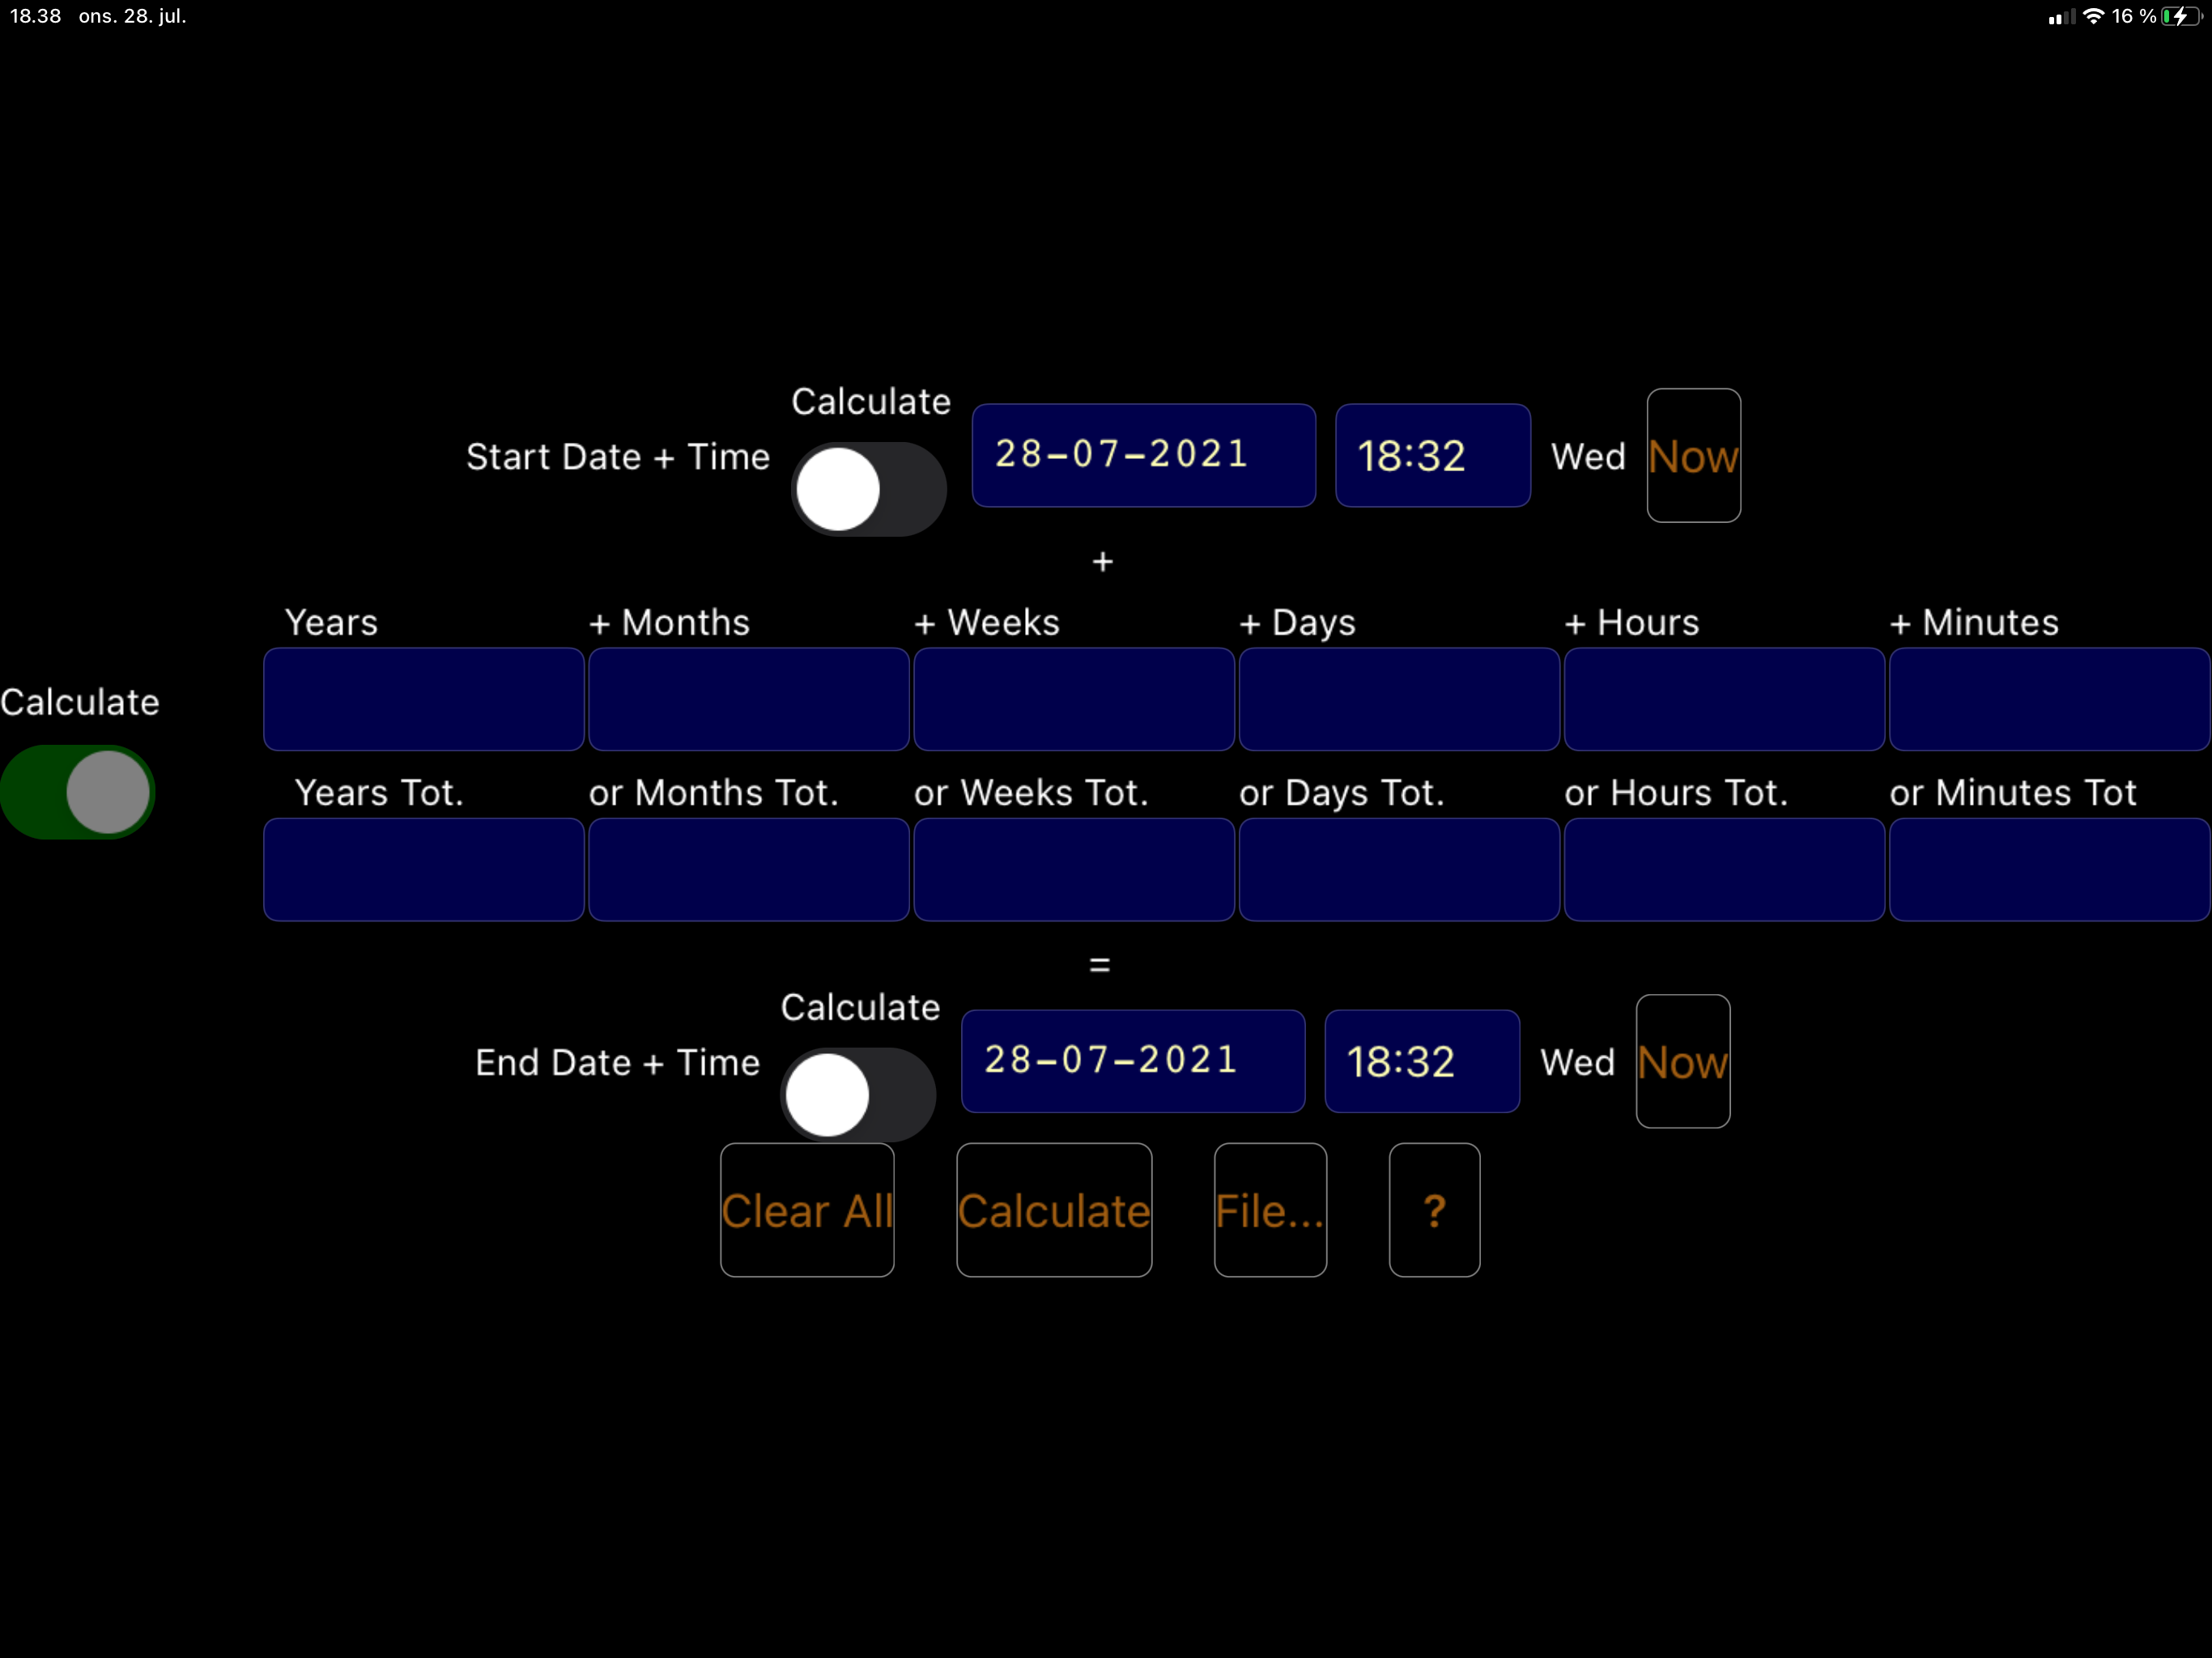 18.38 ons. 28. jul. 16 %
Calculate
Start Date + Time 28-07-2021 18:32 Wed Now
+
Years + Months + Weeks + Days + Hours + Minutes
Calculate
Years Tot. or Months Tot. or Weeks Tot. or Days Tot. or Hours Tot. or Minutes Tot
=
Calculate
End Date + Time 28-07-2021 18:32 Wed Now
Clear All Calculate File... ?